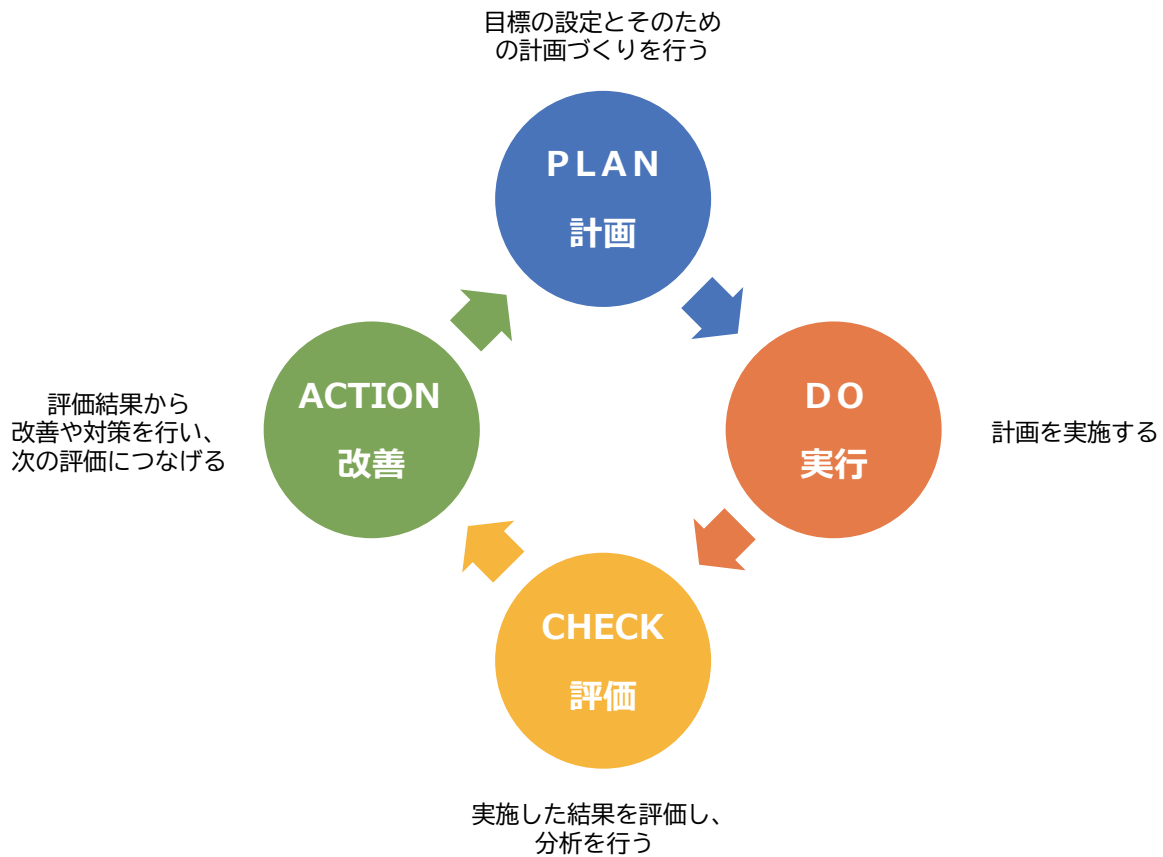 目標の設定とそのため
の計画づくりを行う
PLAN
計画
DO
実行
計画を実施する
CHECK
評価
実施した結果を評価し、
分析を行う
ACTION
改善
評価結果から
改善や対策を行い、
次の評価につなげる